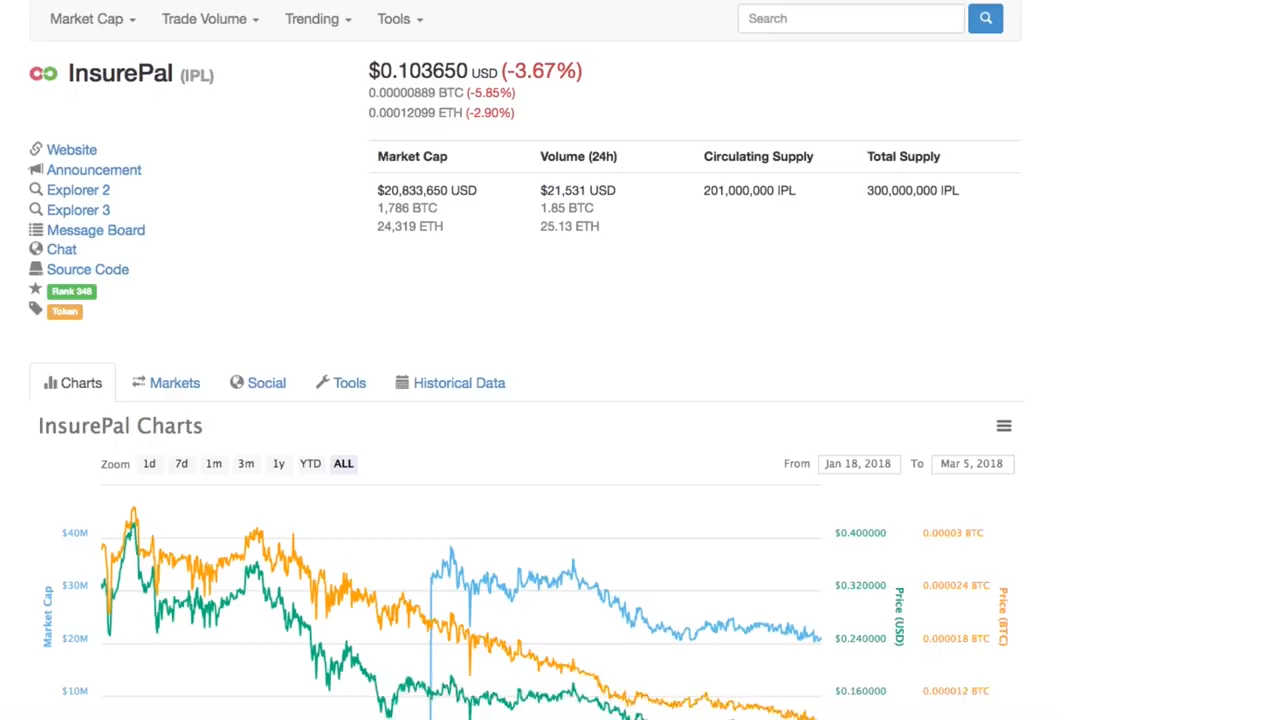 Market Cap Trade Volume Trending Tools Search
InsurePal (IPL)
$0.103650 USD (-3.67%)
0.00000889 BTC (-5.85%)
0.00012099 ETH (-2.90%)
Website
Announcement
Explorer 2
Explorer 3
Message Board
Chat
Source Code
Rank 348
Token
Market Cap Volume (24h) Circulating Supply Total Supply
$20,833,650 USD $21,531 USD 201,000,000 IPL 300,000,000 IPL
1,786 BTC 1.85 BTC
24,319 ETH 25.13 ETH
Charts Markets Social Tools Historical Data
InsurePal Charts
Zoom 1d 7d 1m 3m 1y YTD ALL From Jan 18, 2018 To Mar 5, 2018
$40M $0.400000 0.00003 BTC
$30M $0.320000 0.000024 BTC
$20M $0.240000 0.000018 BTC
$10M $0.160000 0.000012 BTC
Market Cap
Price (USD)
Price (BTC)